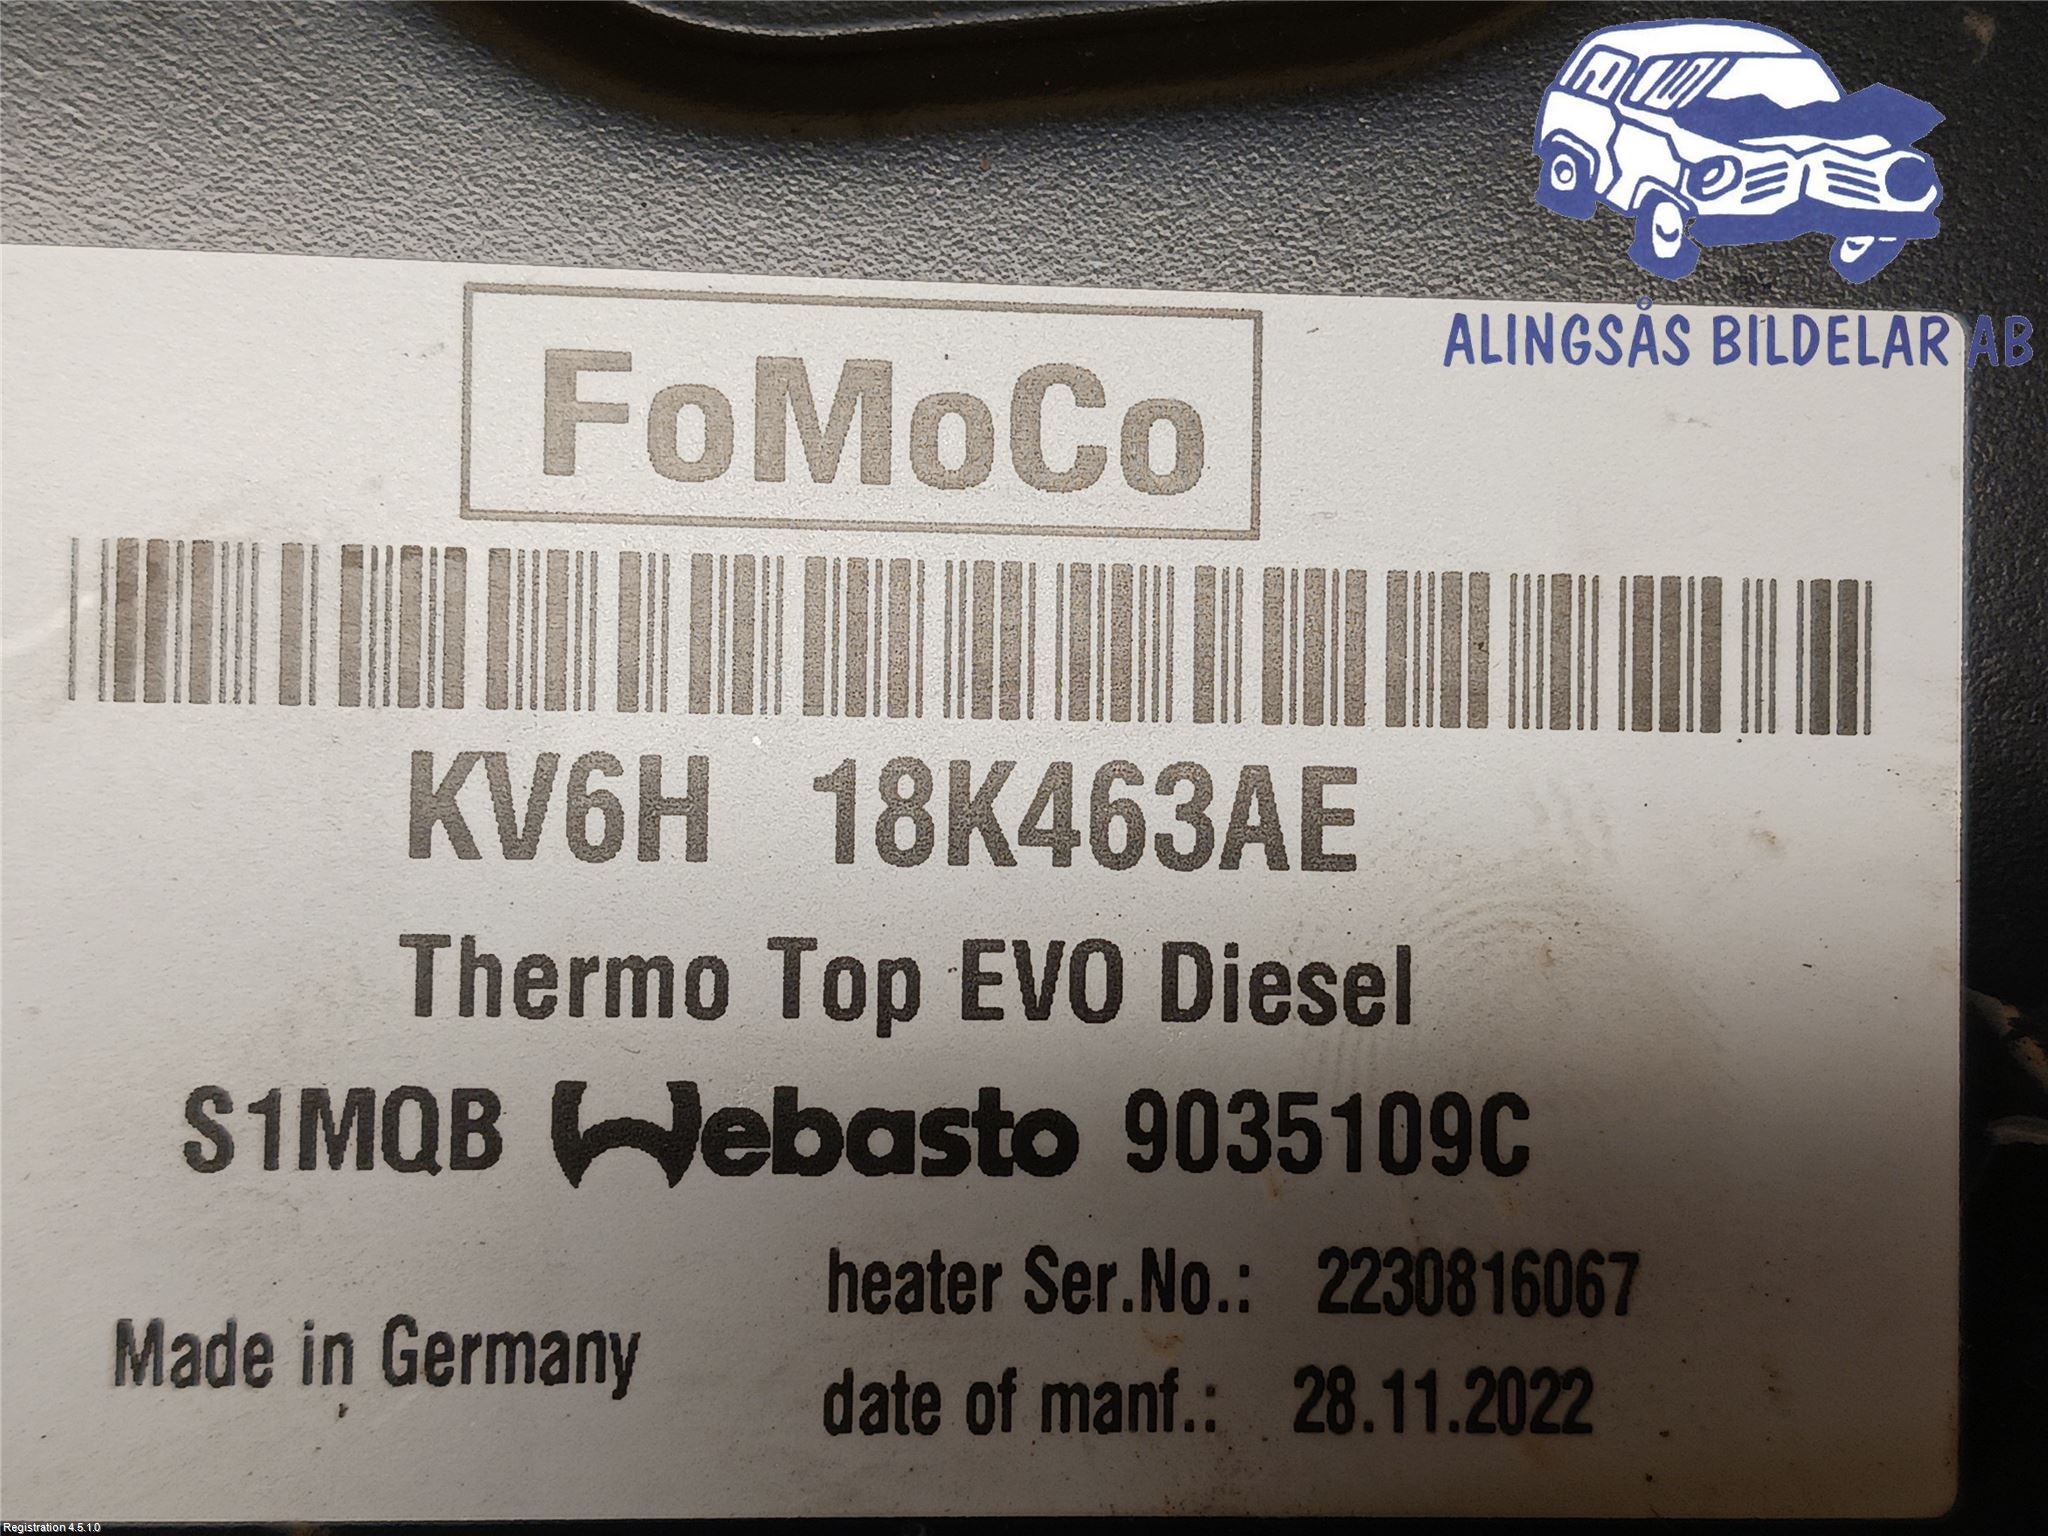 ALINGSÅS BILDELAR AB
FoMoCo
KV6H 18K463AE
Thermo Top EVO Diesel
S1MQB Webasto 9035109C
heater Ser.No.: 2230816067
Made in Germany
date of manf.: 28.11.2022
Registration 4.5.1.0